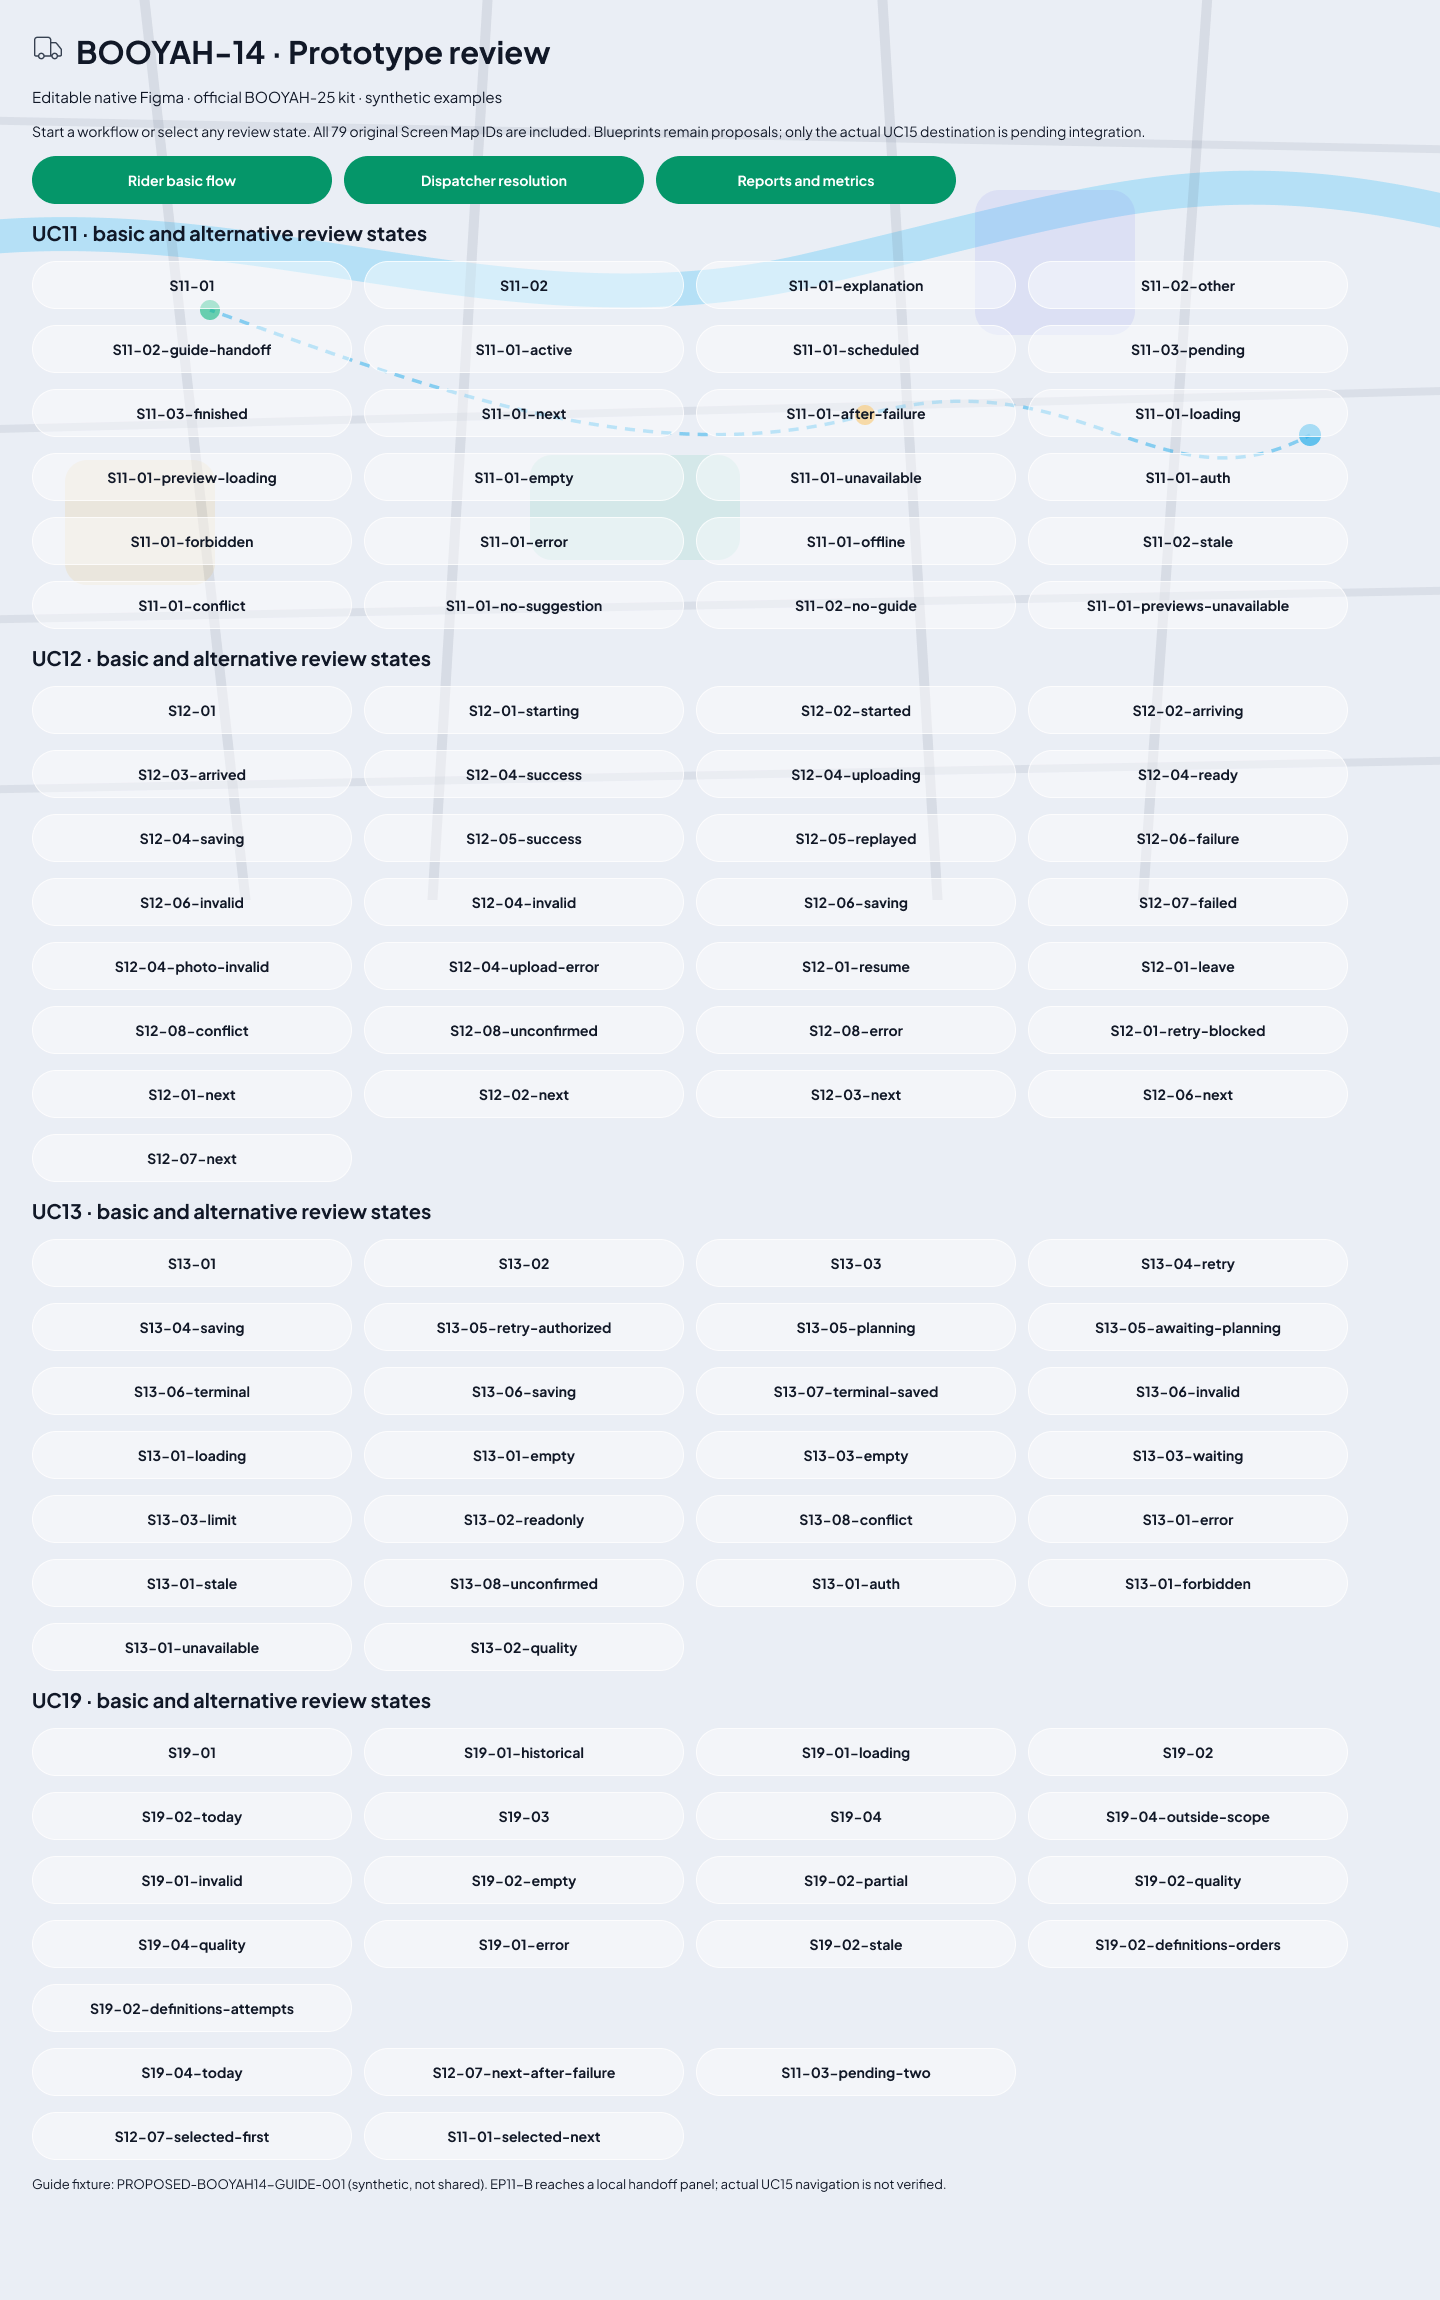 BOOYAH-14 · Prototype review
Editable native Figma · official BOOYAH-25 kit · synthetic examples
Start a workflow or select any review state. All 79 original Screen Map IDs are included. Blueprints remain proposals; only the actual UC15 destination is pending integration.
Rider basic flow Dispatcher resolution Reports and metrics
UC11 · basic and alternative review states
S11-01 S11-02 S11-01-explanation S11-02-other
S11-02-guide-handoff S11-01-active S11-01-scheduled S11-03-pending
S11-03-finished S11-01-next S11-01-after-failure S11-01-loading
S11-01-preview-loading S11-01-empty S11-01-unavailable S11-01-auth
S11-01-forbidden S11-01-error S11-01-offline S11-02-stale
S11-01-conflict S11-01-no-suggestion S11-02-no-guide S11-01-previews-unavailable
UC12 · basic and alternative review states
S12-01 S12-01-starting S12-02-started S12-02-arriving
S12-03-arrived S12-04-success S12-04-uploading S12-04-ready
S12-04-saving S12-05-success S12-05-replayed S12-06-failure
S12-06-invalid S12-04-invalid S12-06-saving S12-07-failed
S12-04-photo-invalid S12-04-upload-error S12-01-resume S12-01-leave
S12-08-conflict S12-08-unconfirmed S12-08-error S12-01-retry-blocked
S12-01-next S12-02-next S12-03-next S12-06-next
S12-07-next
UC13 · basic and alternative review states
S13-01 S13-02 S13-03 S13-04-retry
S13-04-saving S13-05-retry-authorized S13-05-planning S13-05-awaiting-planning
S13-06-terminal S13-06-saving S13-07-terminal-saved S13-06-invalid
S13-01-loading S13-01-empty S13-03-empty S13-03-waiting
S13-03-limit S13-02-readonly S13-08-conflict S13-01-error
S13-01-stale S13-08-unconfirmed S13-01-auth S13-01-forbidden
S13-01-unavailable S13-02-quality
UC19 · basic and alternative review states
S19-01 S19-01-historical S19-01-loading S19-02
S19-02-today S19-03 S19-04 S19-04-outside-scope
S19-01-invalid S19-02-empty S19-02-partial S19-02-quality
S19-04-quality S19-01-error S19-02-stale S19-02-definitions-orders
S19-02-definitions-attempts
S19-04-today S12-07-next-after-failure S11-03-pending-two
S12-07-selected-first S11-01-selected-next
Guide fixture: PROPOSED-BOOYAH14-GUIDE-001 (synthetic, not shared). EP11-B reaches a local handoff panel; actual UC15 navigation is not verified.